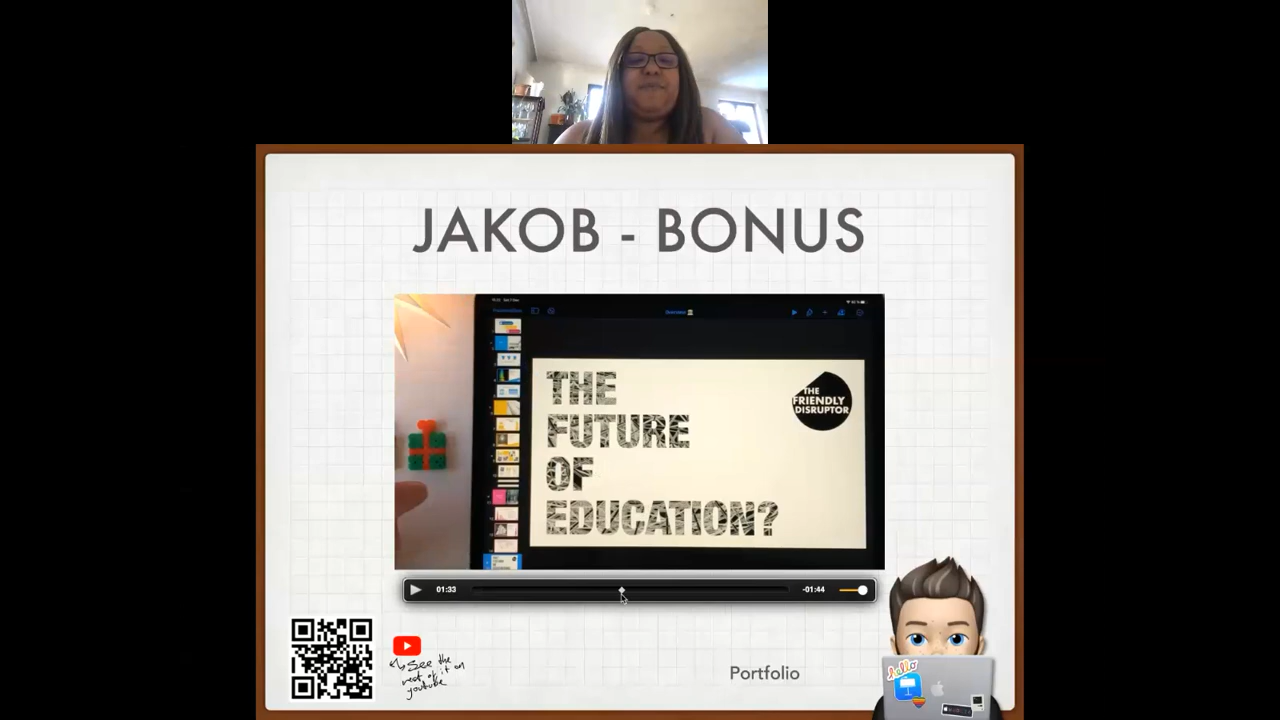 JAKOB - BONUS
THE
FUTURE
OF
EDUCATION?
THE
FRIENDLY
DISRUPTOR
01:33
-01:44
See the
rest of it on
youtube
Portfolio
hello